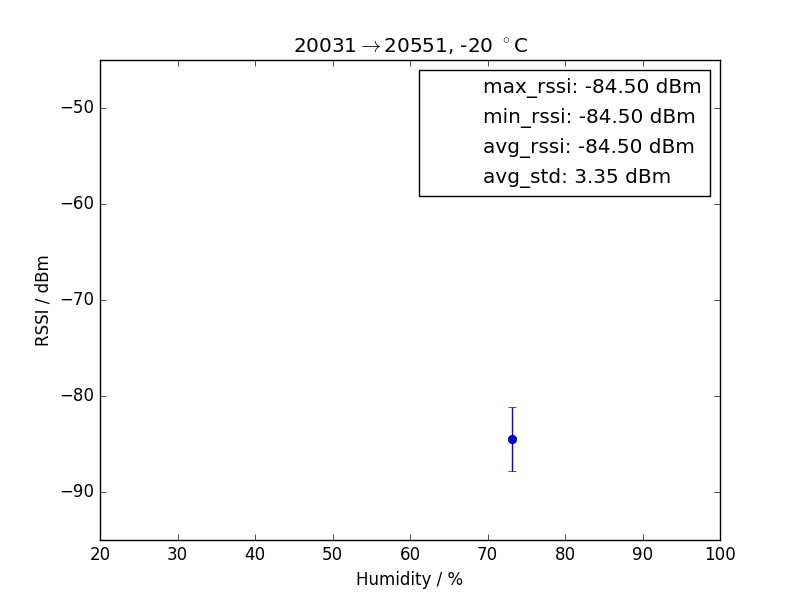 20031→20551, -20 °C
max_rssi: -84.50 dBm
min_rssi: -84.50 dBm
avg_rssi: -84.50 dBm
avg_std: 3.35 dBm
−50
−60
−70
−80
−90
RSSI / dBm
20 30 40 50 60 70 80 90 100
Humidity / %